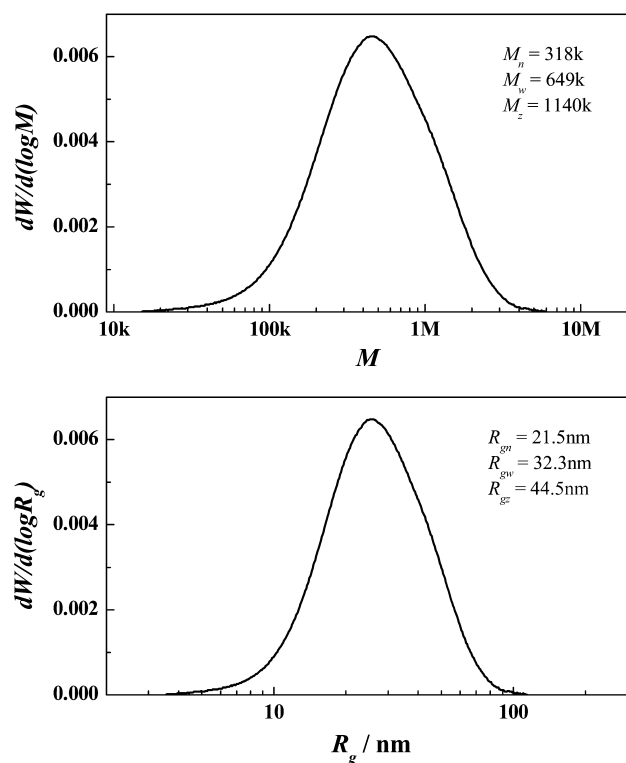 0.006
0.004
0.002
0.000
dW/d(logM)
Mn = 318k
Mw = 649k
Mz = 1140k
10k 100k 1M 10M
M
0.006
0.004
0.002
0.000
dW/d(logRg)
Rgn = 21.5nm
Rgw = 32.3nm
Rgz = 44.5nm
10 100
Rg / nm